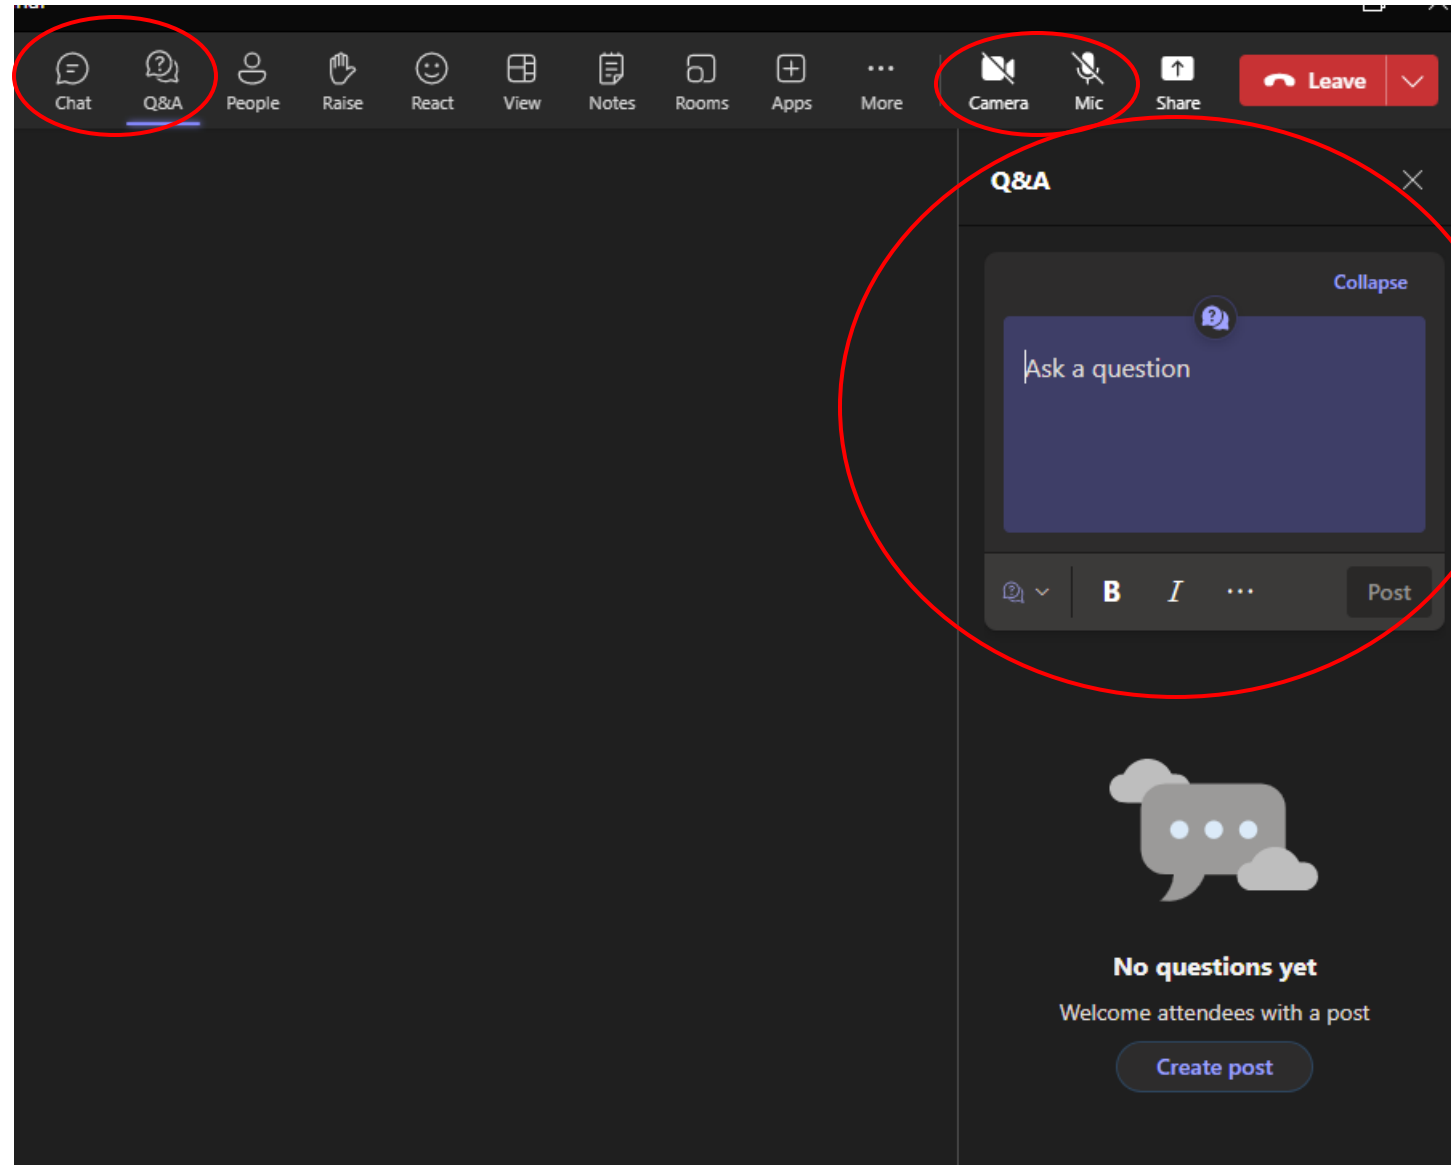 Chat Q&A People Raise React View Notes Rooms Apps More Camera Mic Share Leave
Q&A
Collapse
Ask a question
B I Post
No questions yet
Welcome attendees with a post
Create post